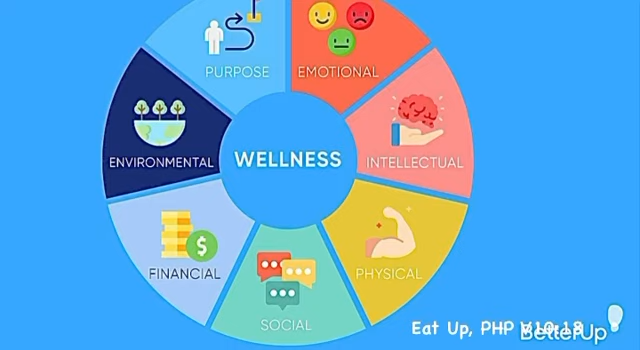 PURPOSE
EMOTIONAL
ENVIRONMENTAL
WELLNESS
INTELLECTUAL
FINANCIAL
PHYSICAL
SOCIAL
Eat Up, PHP
BetterUp